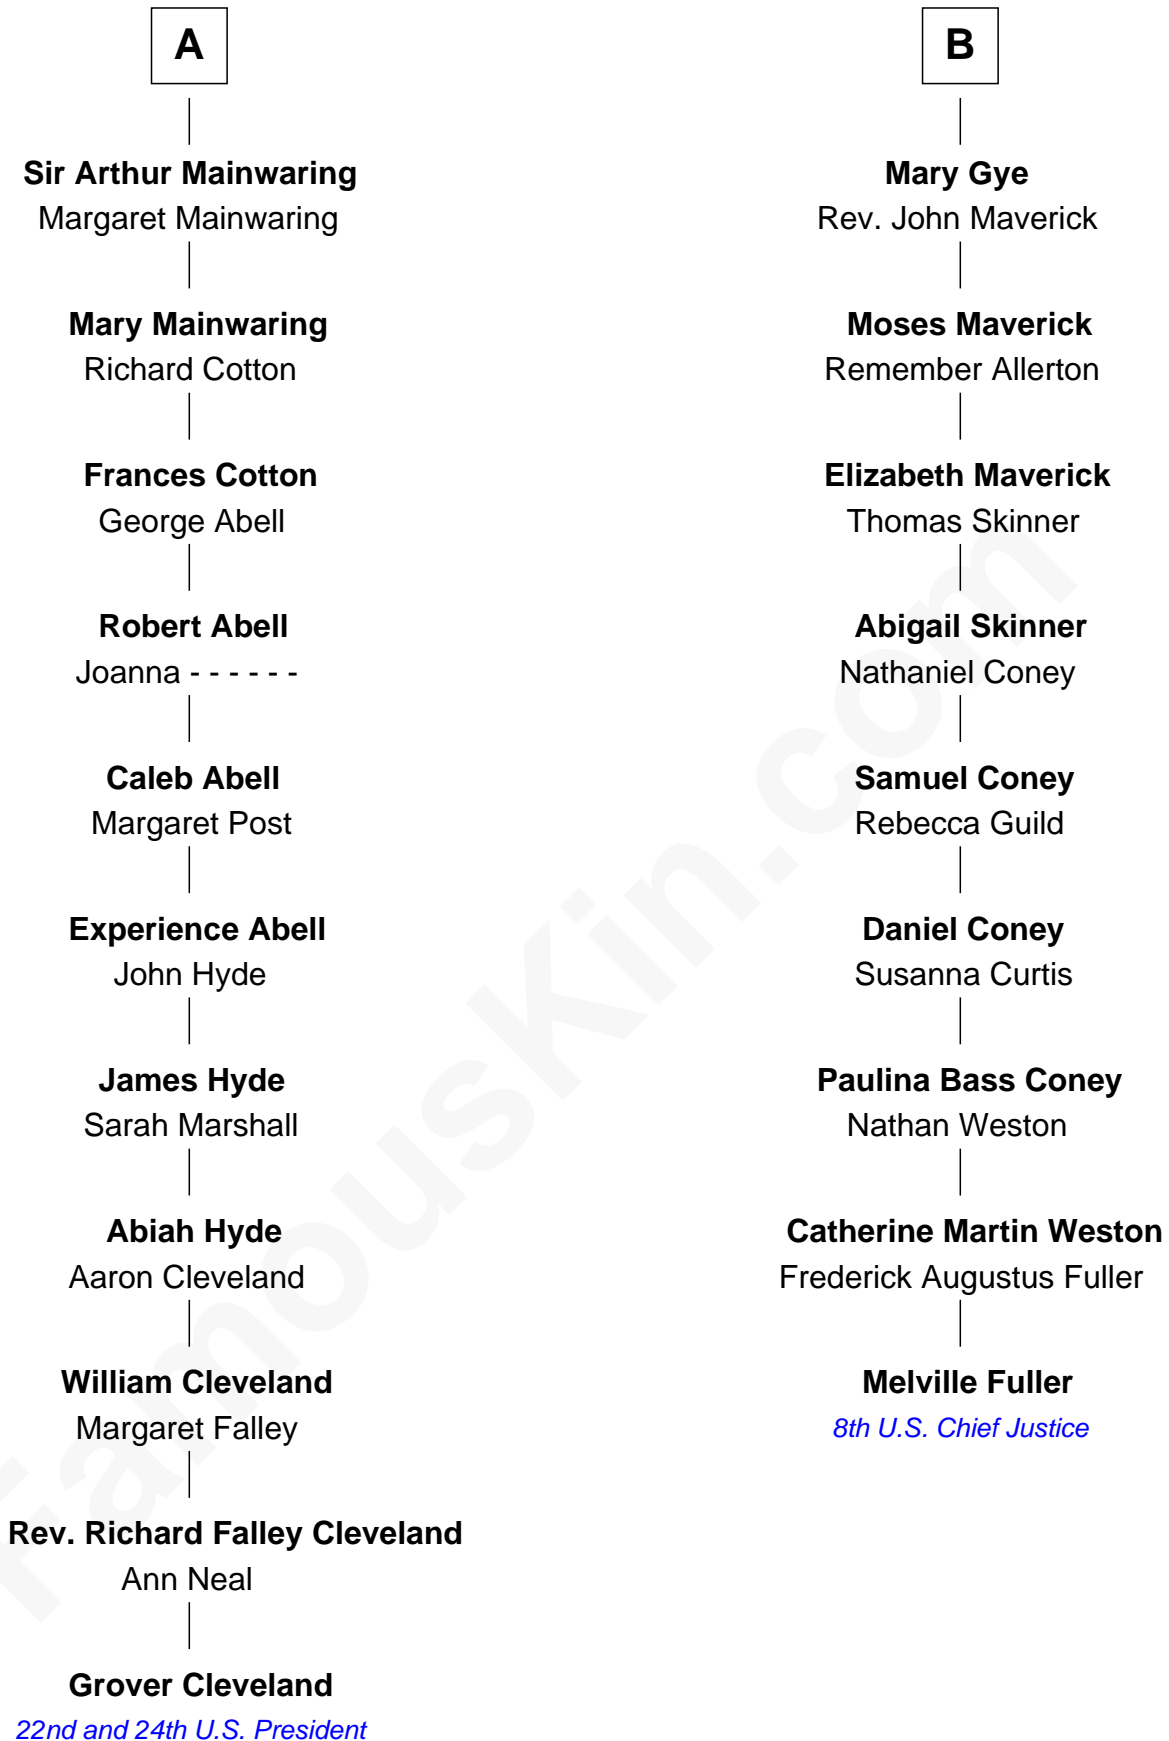 A
Sir Arthur Mainwaring
Margaret Mainwaring
Mary Mainwaring
Richard Cotton
Frances Cotton
George Abell
Robert Abell
Joanna - - - - - -
Caleb Abell
Margaret Post
Experience Abell
John Hyde
James Hyde
Sarah Marshall
Abiah Hyde
Aaron Cleveland
William Cleveland
Margaret Falley
Rev. Richard Falley Cleveland
Ann Neal
Grover Cleveland
22nd and 24th U.S. President
B
Mary Gye
Rev. John Maverick
Moses Maverick
Remember Allerton
Elizabeth Maverick
Thomas Skinner
Abigail Skinner
Nathaniel Coney
Samuel Coney
Rebecca Guild
Daniel Coney
Susanna Curtis
Paulina Bass Coney
Nathan Weston
Catherine Martin Weston
Frederick Augustus Fuller
Melville Fuller
8th U.S. Chief Justice
FamousKin.com